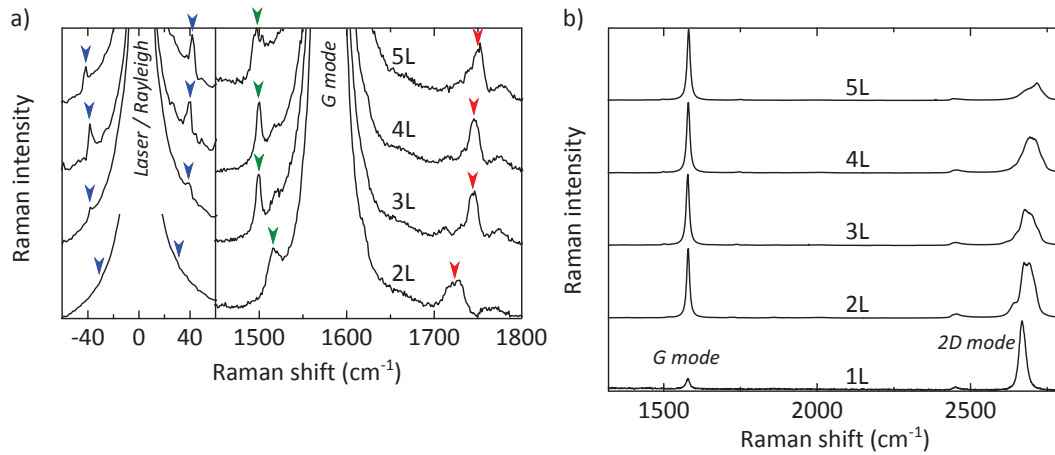 a)
Raman intensity
Laser / Rayleigh
G mode
5L
4L
3L
2L
-40 0 40 1500 1600 1700 1800
Raman shift (cm⁻¹)
b)
Raman intensity
5L
4L
3L
2L
G mode
2D mode
1L
1500 2000 2500
Raman shift (cm⁻¹)